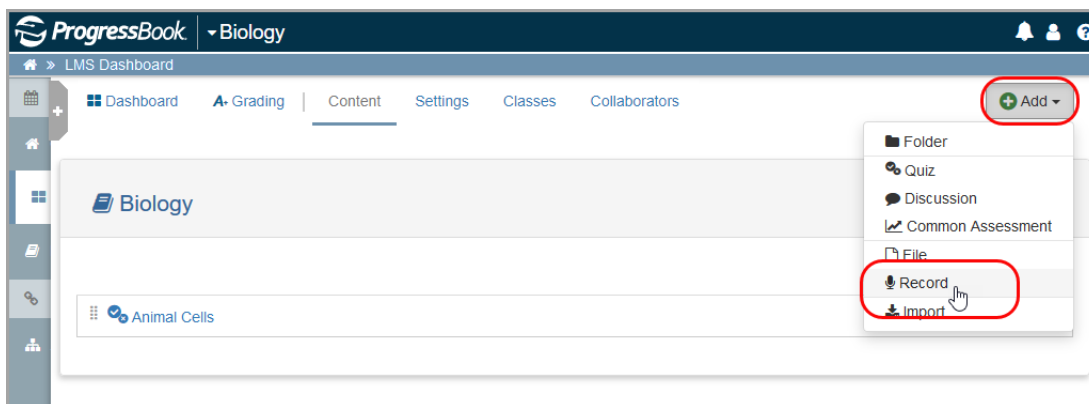 ProgressBook Biology
» LMS Dashboard
Dashboard A+ Grading Content Settings Classes Collaborators Add
Folder
Quiz
Biology
Discussion
Common Assessment
File
Record
Animal Cells
Import